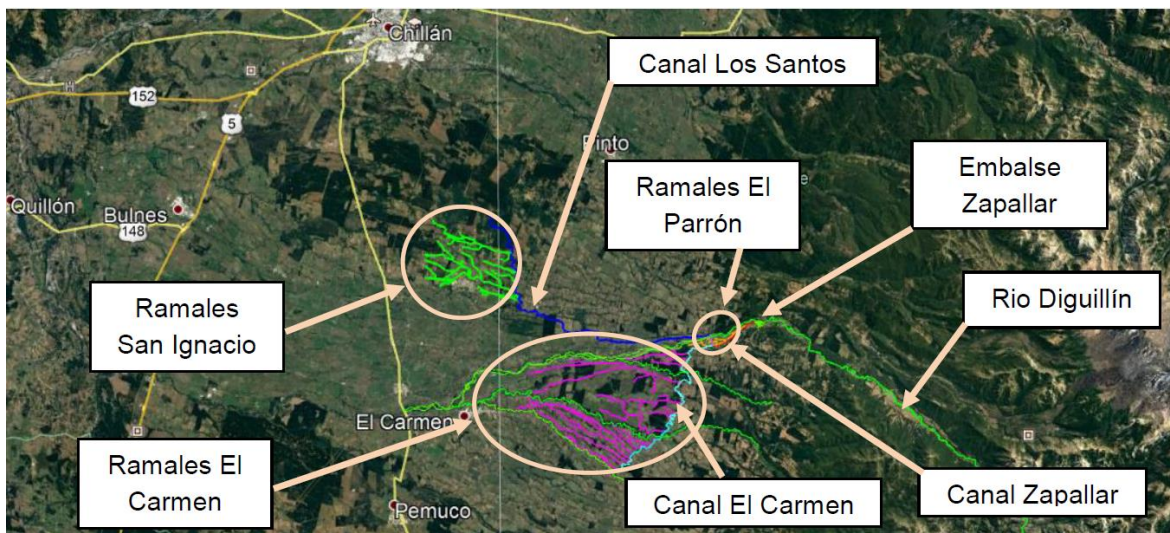 Chillán
Canal Los Santos
152
5
Pinto
Ramales El
Parrón
Embalse
Zapallar
Quillón
Bulnes
148
Ramales
San Ignacio
Rio Diguillín
El Carmen
Ramales El
Carmen
Canal El Carmen
Canal Zapallar
Pemuco